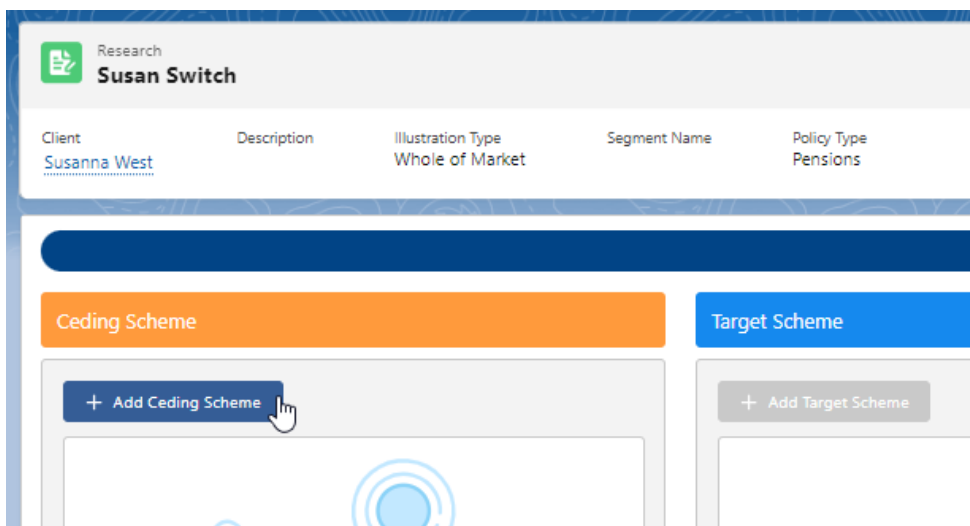 Research
Susan Switch
Client Description Illustration Type Segment Name Policy Type
Susanna West Whole of Market Pensions
Ceding Scheme Target Scheme
+ Add Ceding Scheme + Add Target Scheme